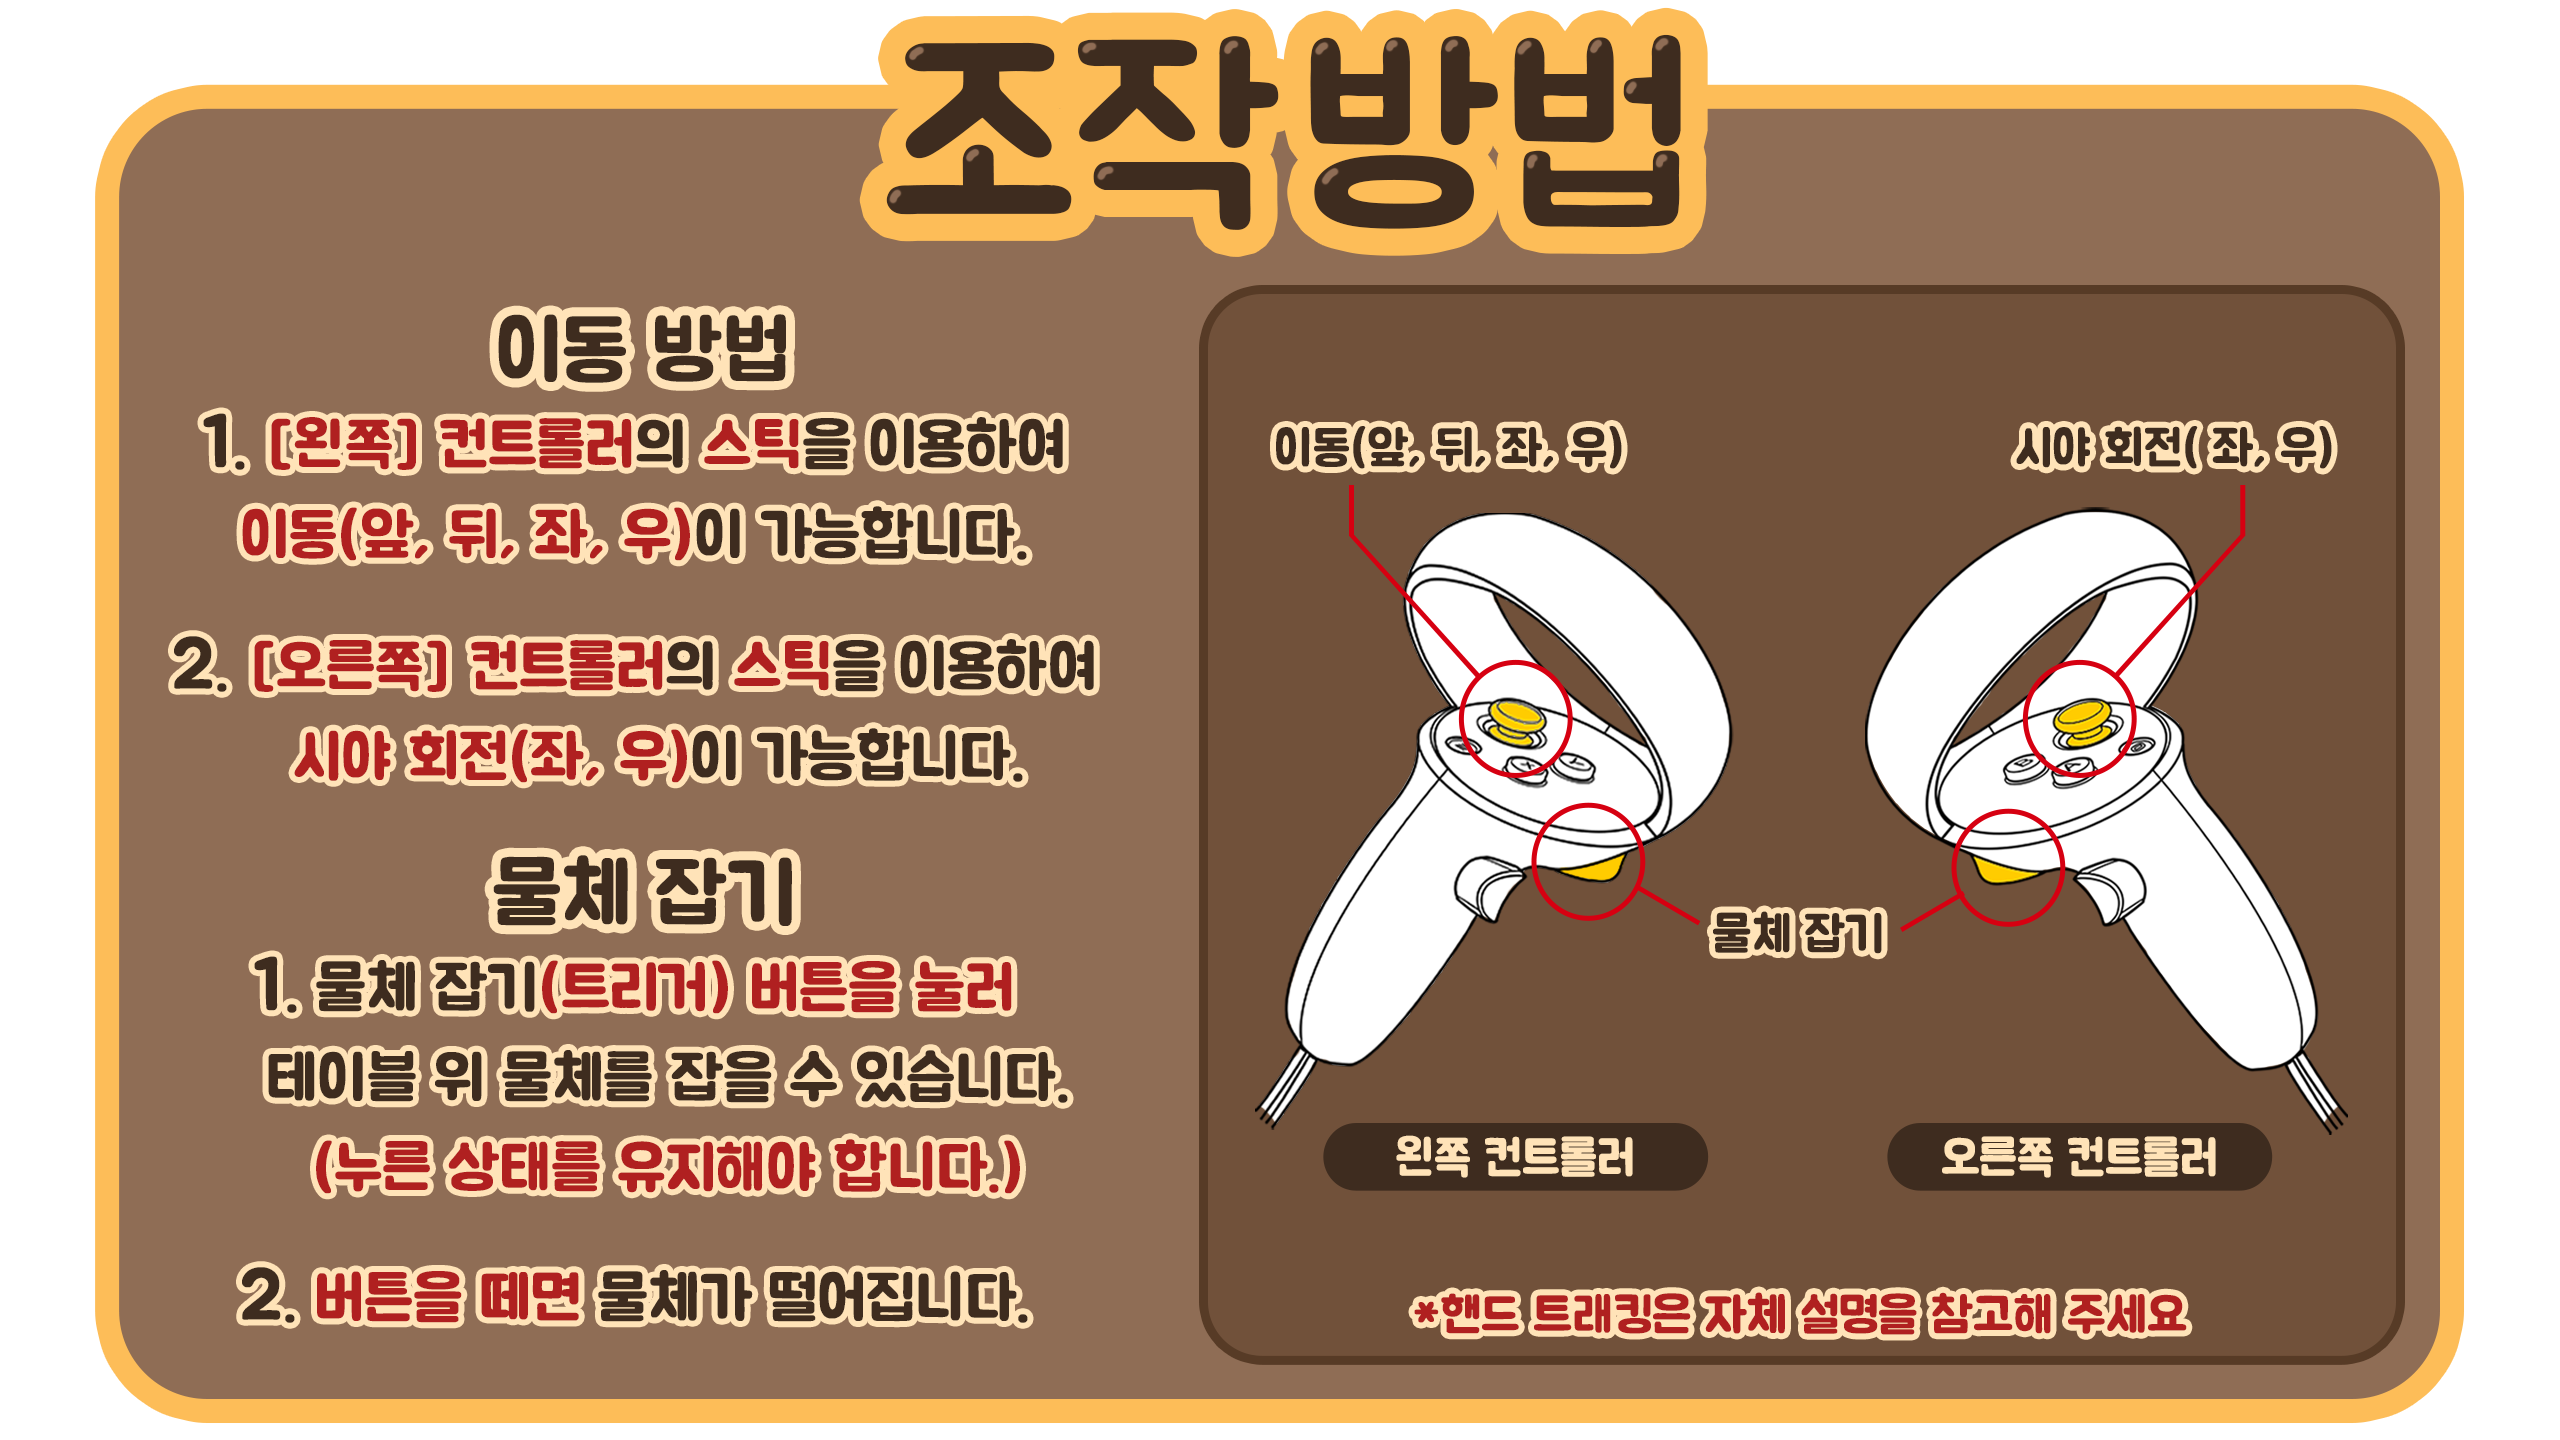 조작방법
이동 방법
1. [왼쪽] 컨트롤러의 스틱을 이용하여
이동(앞, 뒤, 좌, 우)이 가능합니다.
2. [오른쪽] 컨트롤러의 스틱을 이용하여
시야 회전(좌, 우)이 가능합니다.
물체 잡기
1. 물체 잡기(트리거) 버튼을 눌러
테이블 위 물체를 잡을 수 있습니다.
(누른 상태를 유지해야 합니다.)
2. 버튼을 떼면 물체가 떨어집니다.
이동(앞, 뒤, 좌, 우)
시야 회전( 좌, 우)
X Y
B A
물체 잡기
왼쪽 컨트롤러
오른쪽 컨트롤러
*핸드 트래킹은 자체 설명을 참고해 주세요